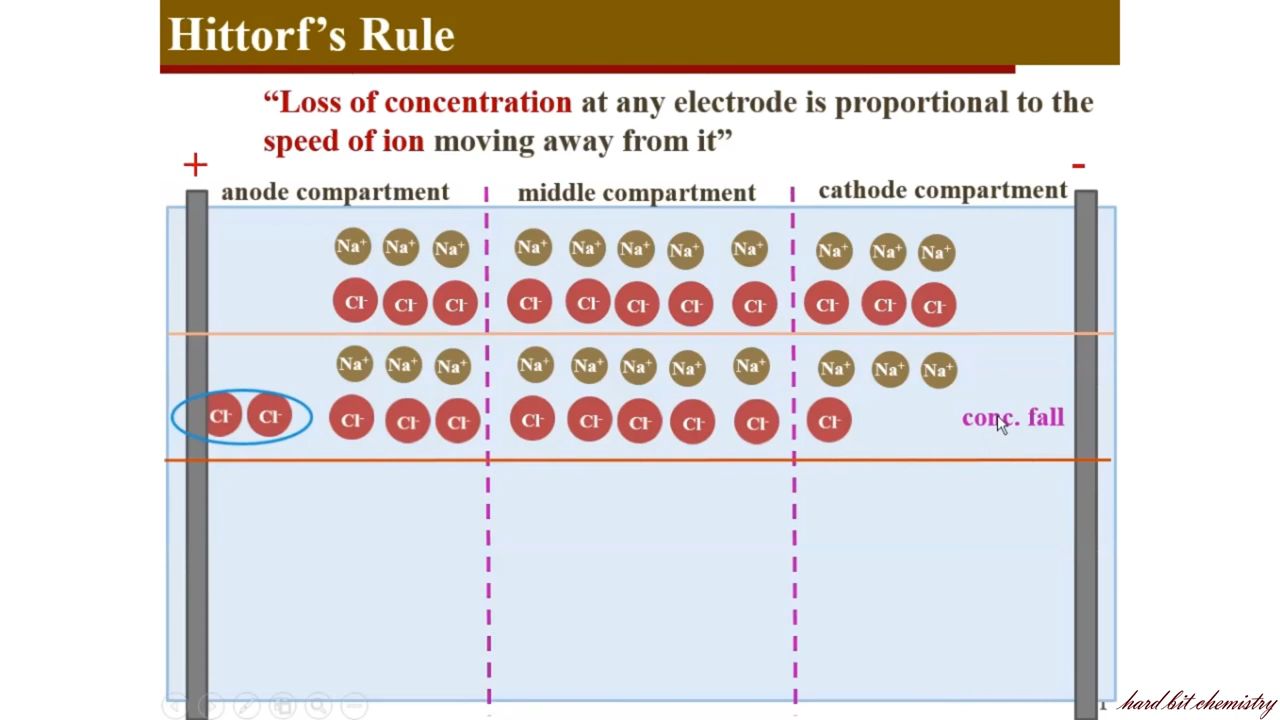 Hittorf’s Rule
“Loss of concentration at any electrode is proportional to the
speed of ion moving away from it”
+ -
anode compartment middle compartment cathode compartment
Na⁺ Na⁺ Na⁺ Na⁺ Na⁺ Na⁺ Na⁺ Na⁺ Na⁺ Na⁺ Na⁺
Cl⁻ Cl⁻ Cl⁻ Cl⁻ Cl⁻ Cl⁻ Cl⁻ Cl⁻ Cl⁻ Cl⁻ Cl⁻
Na⁺ Na⁺ Na⁺ Na⁺ Na⁺ Na⁺ Na⁺ Na⁺ Na⁺ Na⁺ Na⁺
Cl⁻ Cl⁻ Cl⁻ Cl⁻ Cl⁻ Cl⁻ Cl⁻ Cl⁻ Cl⁻ Cl⁻ Cl⁻ conc. fall
1 hard bit chemistry